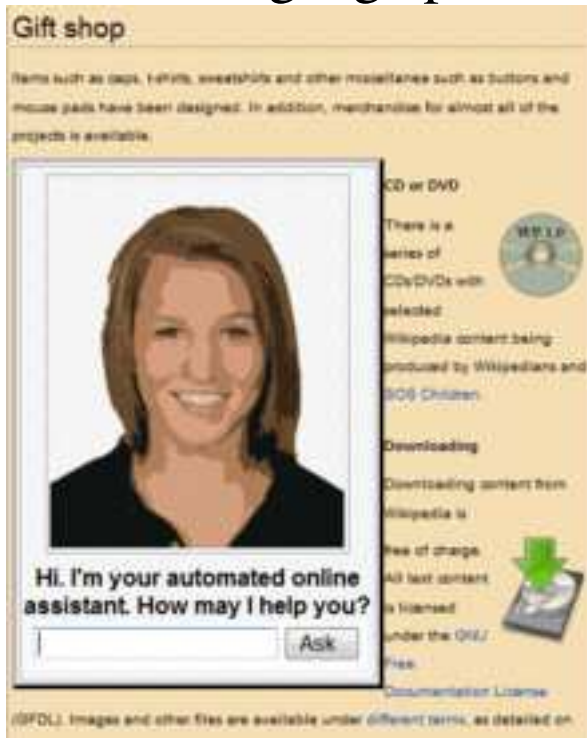 Gift shop
Items such as caps, t-shirts, sweatshirts and other miscellanea such as buttons and
mouse pads have been designed. In addition, merchandise for almost all of the
projects is available.
CD or DVD
There is a
series of
CDs/DVDs with
selected
Wikipedia content being
produced by Wikipedians and
SOS Children.
Downloading
Downloading content from
Wikipedia is
free of charge.
All text content
is licensed
under the GNU
Free
Documentation License
(GFDL). Images and other files are available under different terms, as detailed on
Hi. I'm your automated online
assistant. How may I help you?
Ask